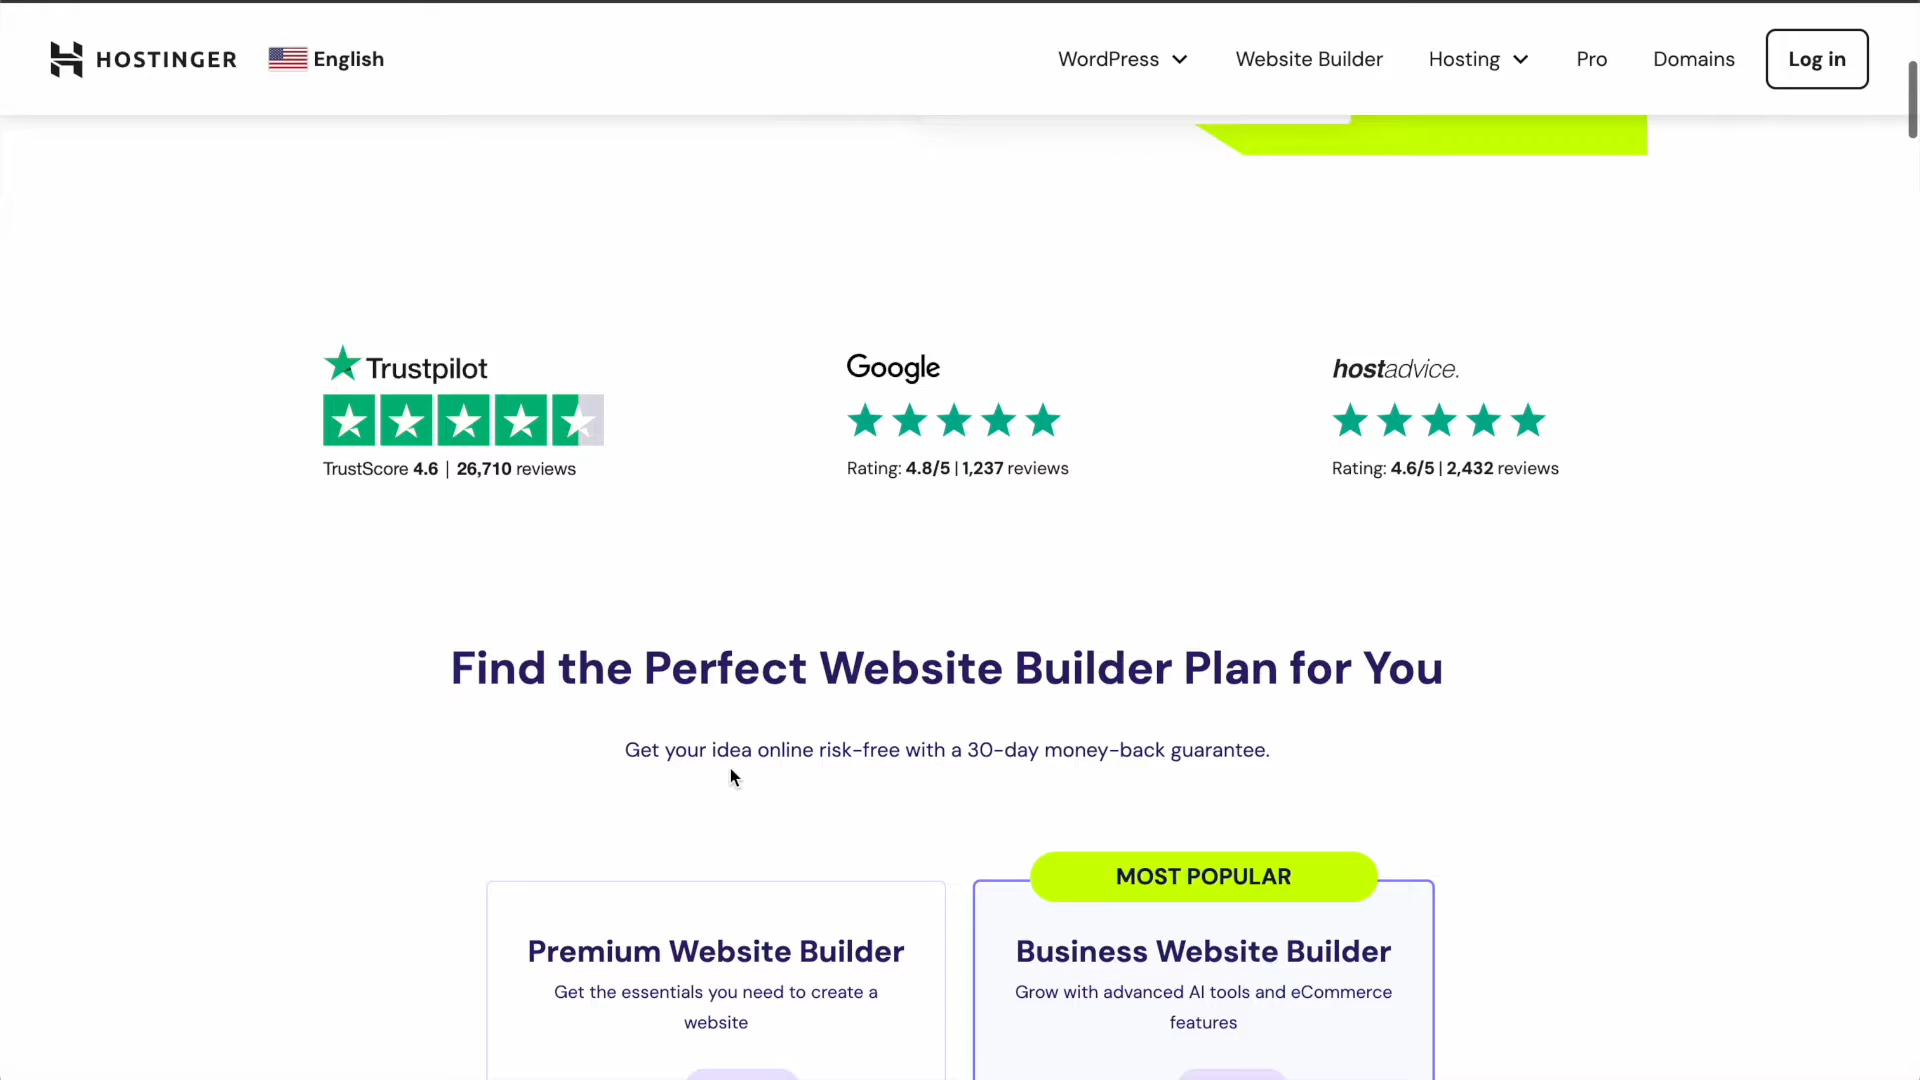 HOSTINGER English WordPress Website Builder Hosting Pro Domains Log in
Trustpilot
TrustScore 4.6 | 26,710 reviews
Google
Rating: 4.8/5 | 1,237 reviews
hostadvice.
Rating: 4.6/5 | 2,432 reviews
Find the Perfect Website Builder Plan for You
Get your idea online risk-free with a 30-day money-back guarantee.
Premium Website Builder
Get the essentials you need to create a
website
MOST POPULAR
Business Website Builder
Grow with advanced AI tools and eCommerce
features